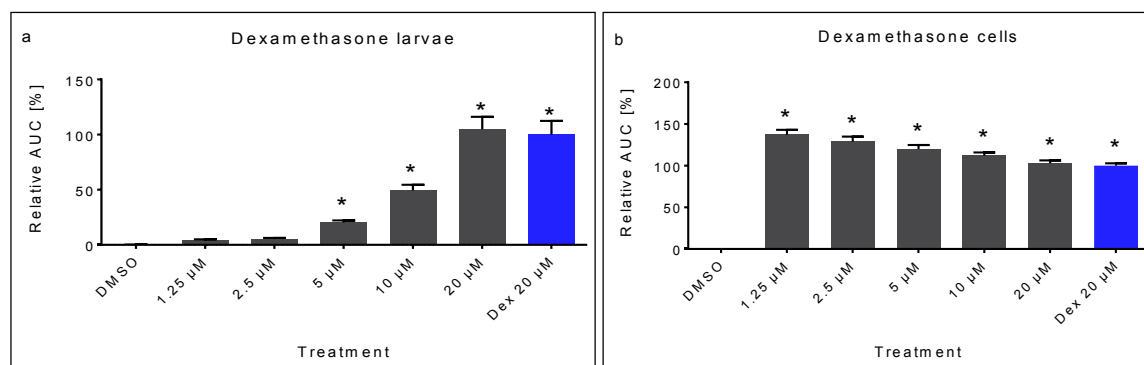 a
Dexamethasone larvae
Relative AUC [%]
150
100
50
0
*
*
*
*
DMSO
1.25 µM
2.5 µM
5 µM
10 µM
20 µM
Dex 20 µM
Treatment
b
Dexamethasone cells
Relative AUC [%]
200
150
100
50
0
*
*
*
*
*
*
DMSO
1.25 µM
2.5 µM
5 µM
10 µM
20 µM
Dex 20 µM
Treatment